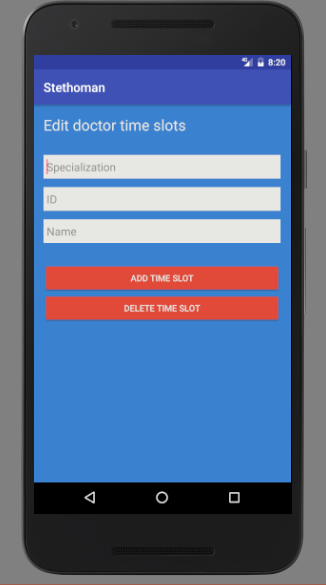 8:20
Stethoman
Edit doctor time slots
Specialization
ID
Name
ADD TIME SLOT
DELETE TIME SLOT